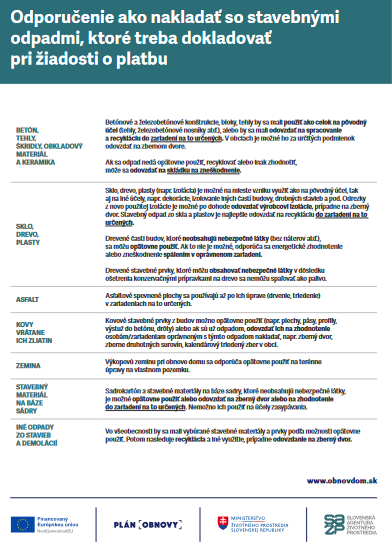 Odporučenie ako nakladať so stavebnými
odpadmi, ktoré treba dokladovať
pri žiadosti o platbu
BETÓN,
TEHLY,
ŠKRIDLY, OBKLADOVÝ
MATERIÁL
A KERAMIKA
Betónové a železobetónové konštrukcie, bloky, tehly by sa mali použiť ako celok na pôvodný
účel (tehly, železobetónové nosníky atď.), alebo by sa mali odovzdať na spracovanie
a recykláciu do zariadení na to určených. V obciach je možné ho za určitých podmienok
odovzdať na zbernom dvore.
Ak sa odpad nedá opätovne použiť, recyklovať alebo inak zhodnotiť,
môže sa odovzdať na skládku na zneškodnenie.
SKLO,
DREVO,
PLASTY
Sklo, drevo, plasty (napr. izolácia) je možné na mieste vzniku využiť ako na pôvodný účel, tak
aj na iné účely, napr. dekorácie, izolovanie iných častí budovy, drobných stavieb a pod. Odrezky
z novo použitej izolácie je možné po dohode odovzdať výrobcovi izolácie, prípadne na zberný
dvor. Stavebný odpad zo skla a plastov je najlepšie odovzdať na recykláciu do zariadení na to
určených.
Drevené časti budov, ktoré neobsahujú nebezpečné látky (bez náterov atď.),
sa môžu opätovne použiť. Ak to nie je možné, odporúča sa energetické zhodnotenie
alebo zneškodnenie spálením v oprávnenom zariadení.
Drevené stavebné prvky, ktoré môžu obsahovať nebezpečné látky v dôsledku
ošetrenia konzervačnými prípravkami na drevo sa nemôžu spaľovať ako palivo.
ASFALT
Asfaltové spevnené plochy sa používajú až po ich úprave (drvenie, triedenie)
v zariadeniach na to určených.
KOVY
VRÁTANE
ICH ZLIATIN
Kovové stavebné prvky z budov možno opätovne použiť (napr. plechy, pásy, profily,
výstuž do betónu, drôty) alebo ak sú už odpadom, odovzdať ich na zhodnotenie
osobám/zariadeniam oprávneným s týmto odpadom nakladať, napr. zberný dvor,
zberne druhotných surovín, kalendárový triedený zber v obci.
ZEMINA
Výkopovú zeminu pri obnove domu sa odporúča opätovne použiť na terénne
úpravy na vlastnom pozemku.
STAVEBNÝ
MATERIÁL
NA BÁZE
SÁDRY
Sadrokartón a stavebné materiály na báze sadry, ktoré neobsahujú nebezpečné látky,
je možné opätovne použiť alebo odovzdať na zberný dvor alebo na zhodnotenie
do zariadení na to určených. Nemožno ich použiť na účely zasypávania.
INÉ ODPADY
ZO STAVIEB
A DEMOLÁCIÍ
Vo všeobecnosti by sa mali vybúrané stavebné materiály a prvky podľa možnosti opätovne
použiť. Potom nasleduje recyklácia a iné využitie, prípadne odovzdanie na zberný dvor.
www.obnovdom.sk
Financovaný
Európskou úniou
NextGenerationEU
PLÁN [OBNOVY]
MINISTERSTVO
ŽIVOTNÉHO PROSTREDIA
SLOVENSKEJ REPUBLIKY
SLOVENSKÁ
AGENTÚRA
ŽIVOTNÉHO
PROSTREDIA